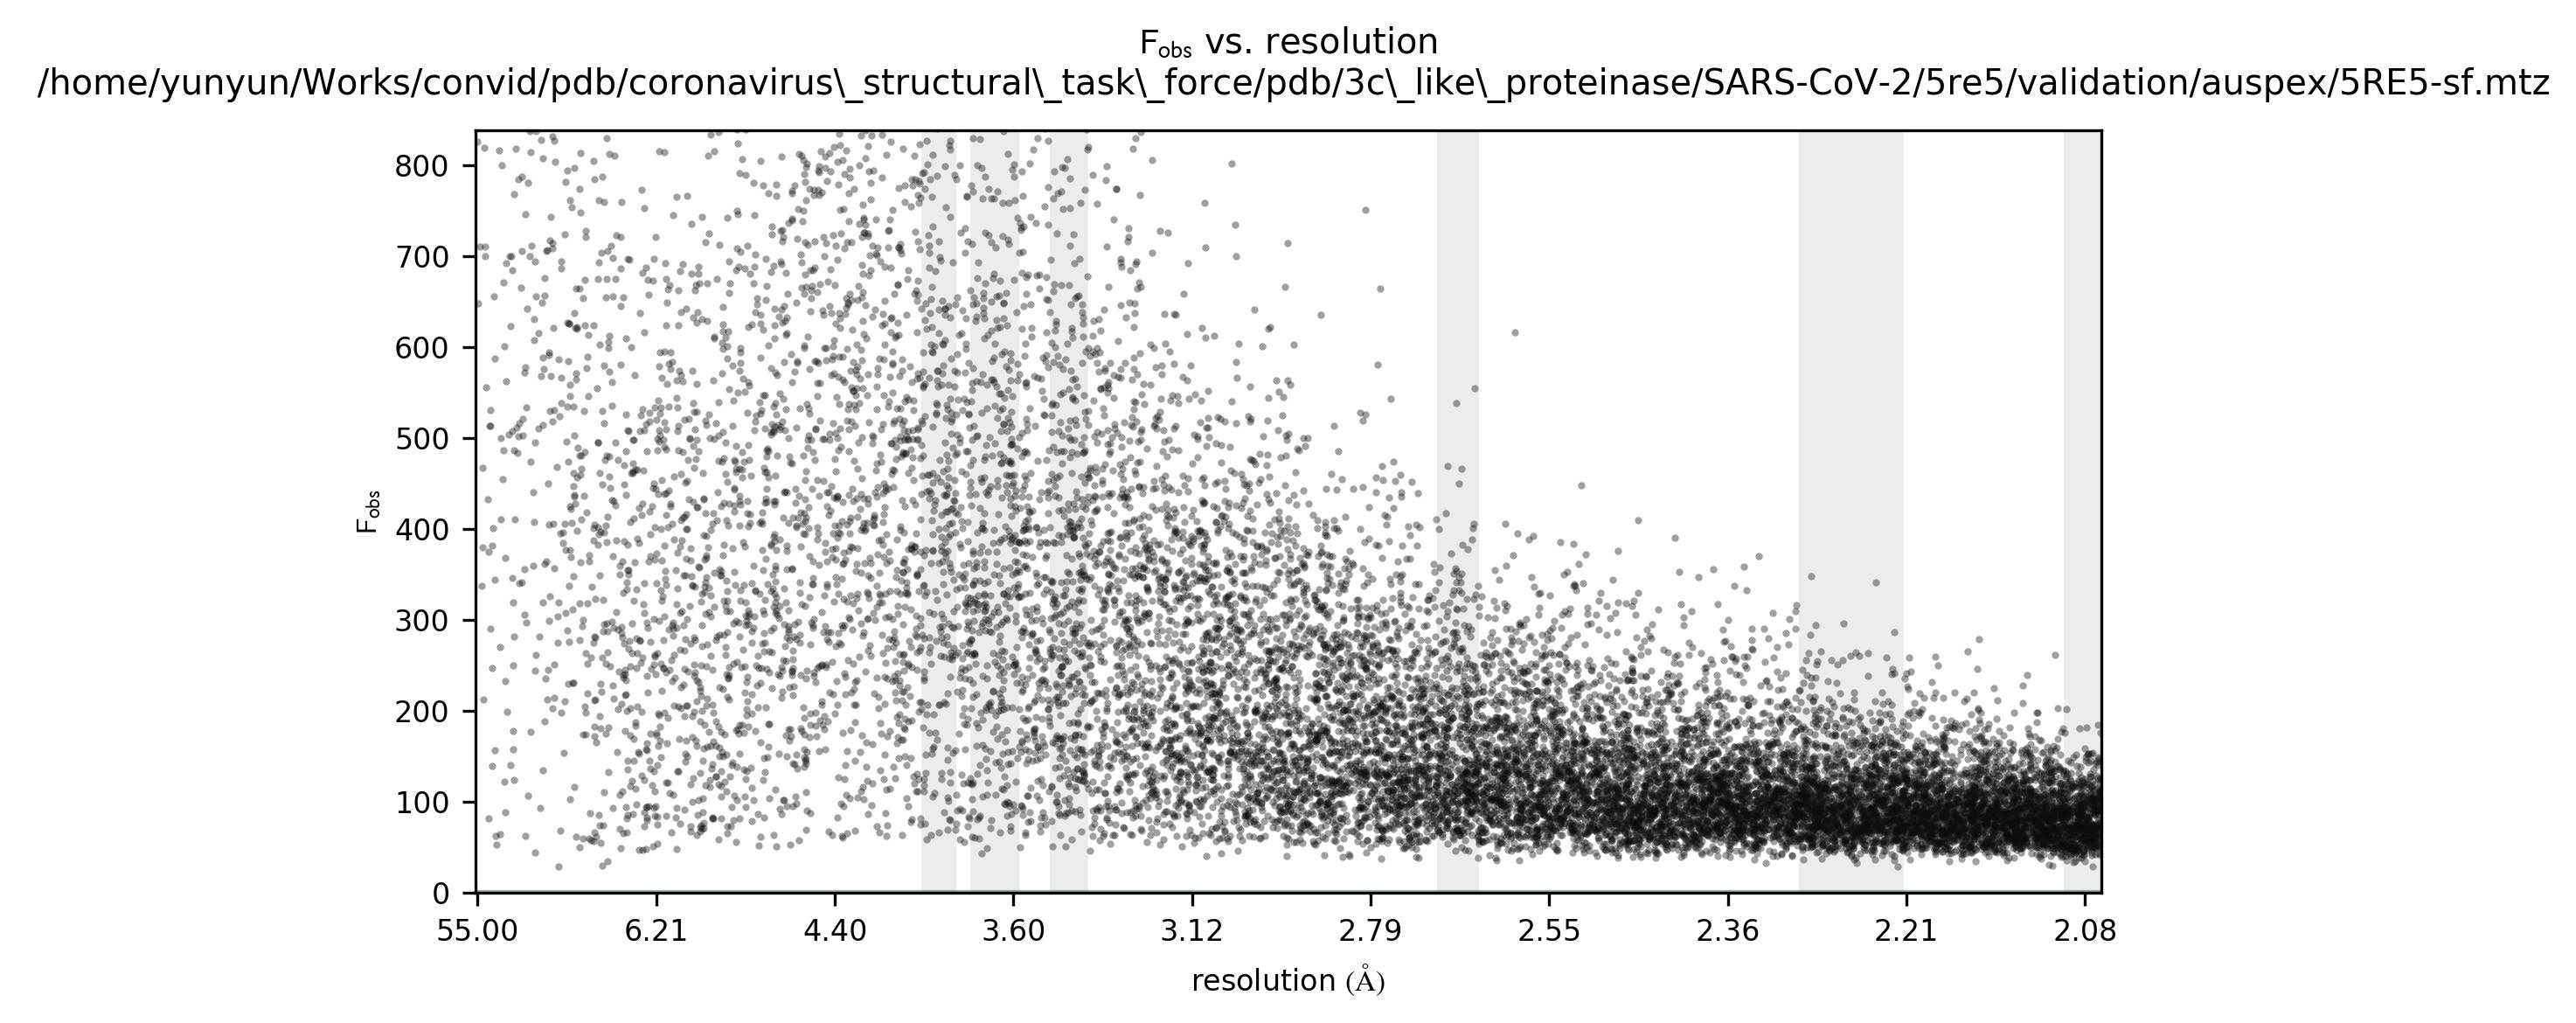 F_obs vs. resolution
/home/yunyun/Works/convid/pdb/coronavirus\_structural\_task\_force/pdb/3c\_like\_proteinase/SARS-CoV-2/5re5/validation/auspex/5RE5-sf.mtz
800
700
600
500
400
300
200
100
0
F_obs
55.00 6.21 4.40 3.60 3.12 2.79 2.55 2.36 2.21 2.08
resolution (Å)